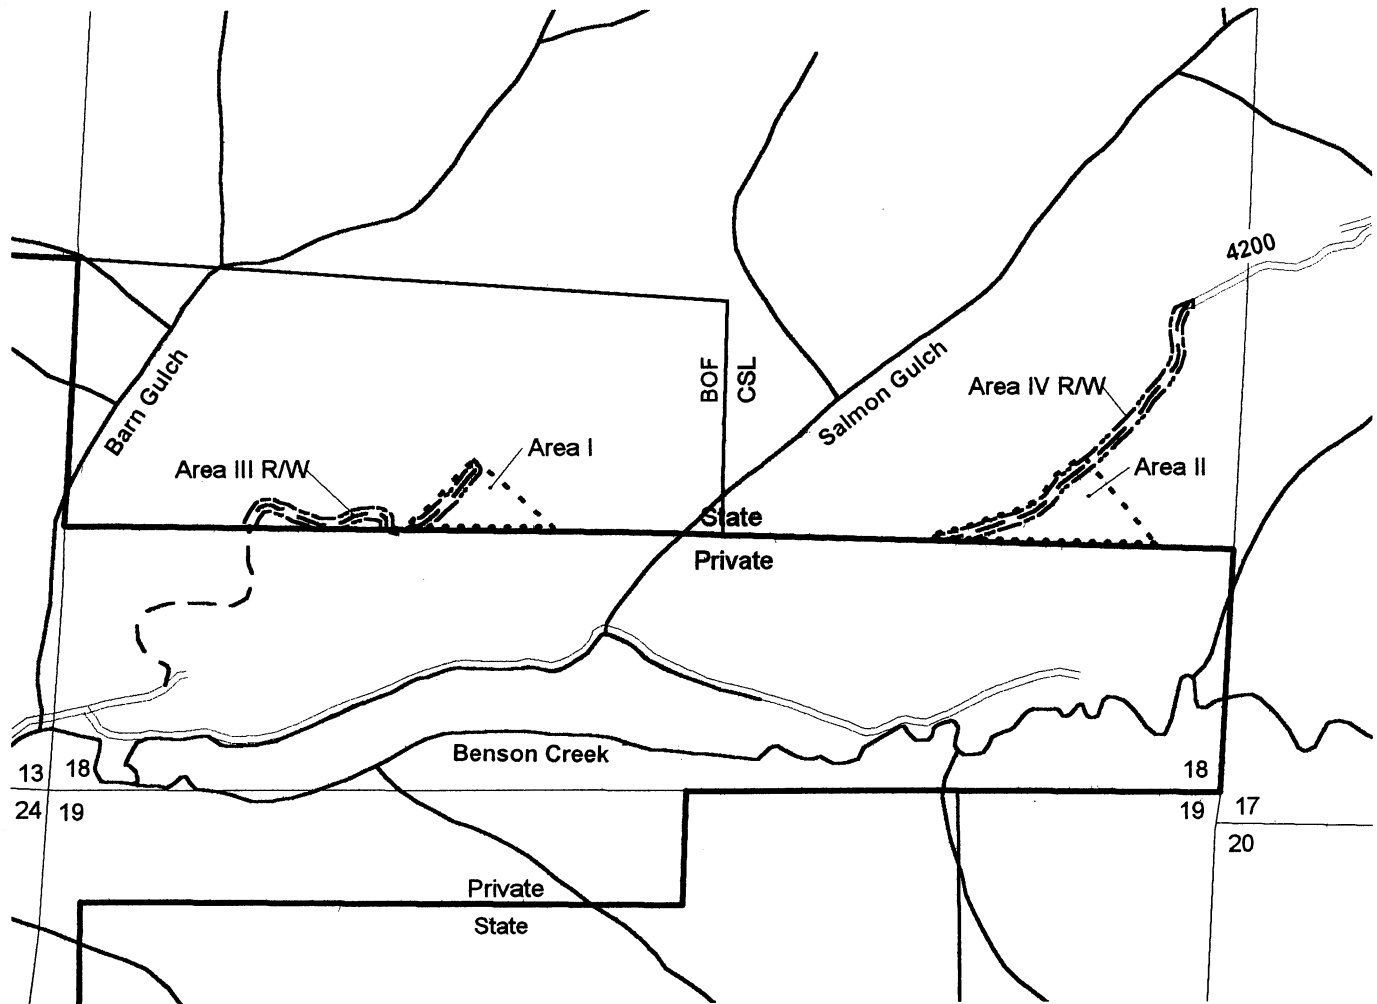 4200
Barn Gulch
BOF
CSL
Salmon Gulch
Area IV R/W
Area I
Area III R/W
Area II
State
Private
Benson Creek
13
18
18
24
19
19
17
20
Private
State